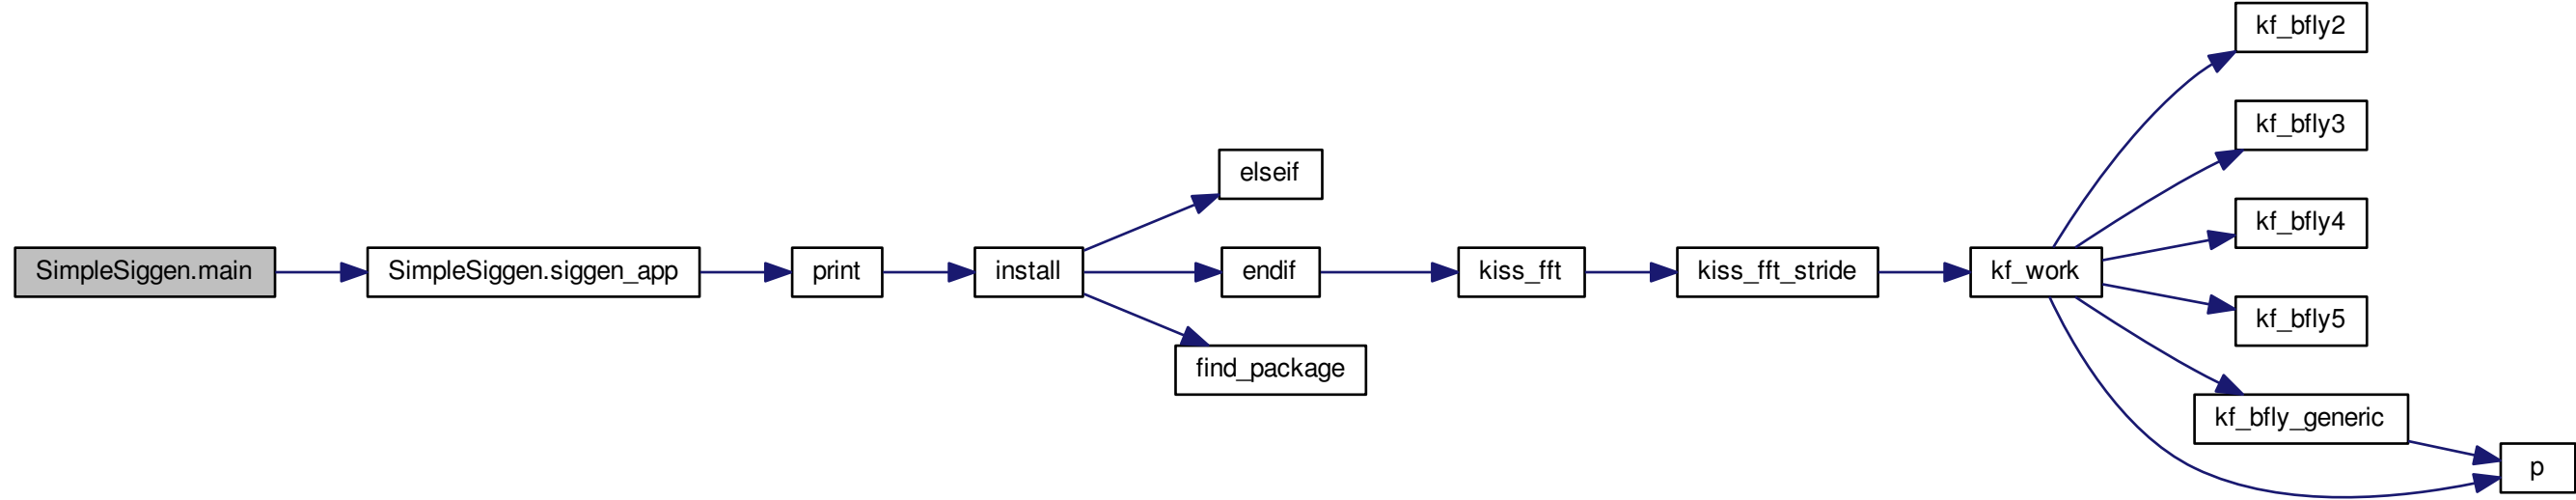 SimpleSiggen.main
SimpleSiggen.siggen_app
print
install
elseif
endif
find_package
kiss_fft
kiss_fft_stride
kf_work
kf_bfly2
kf_bfly3
kf_bfly4
kf_bfly5
kf_bfly_generic
p